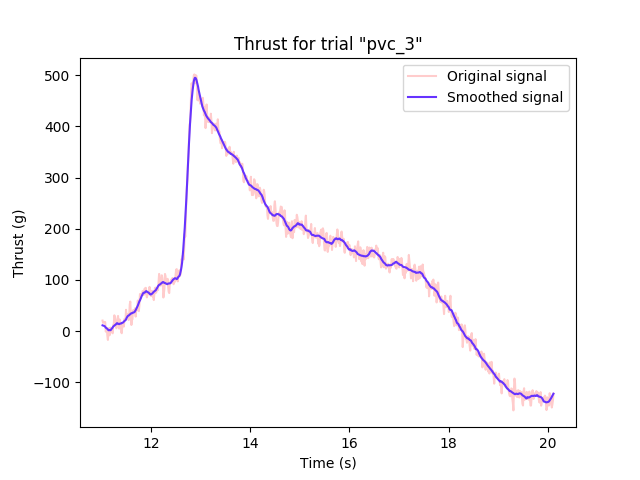 Thrust for trial "pvc_3"
Original signal
Smoothed signal
500
400
300
200
100
0
−100
Thrust (g)
12
14
16
18
20
Time (s)